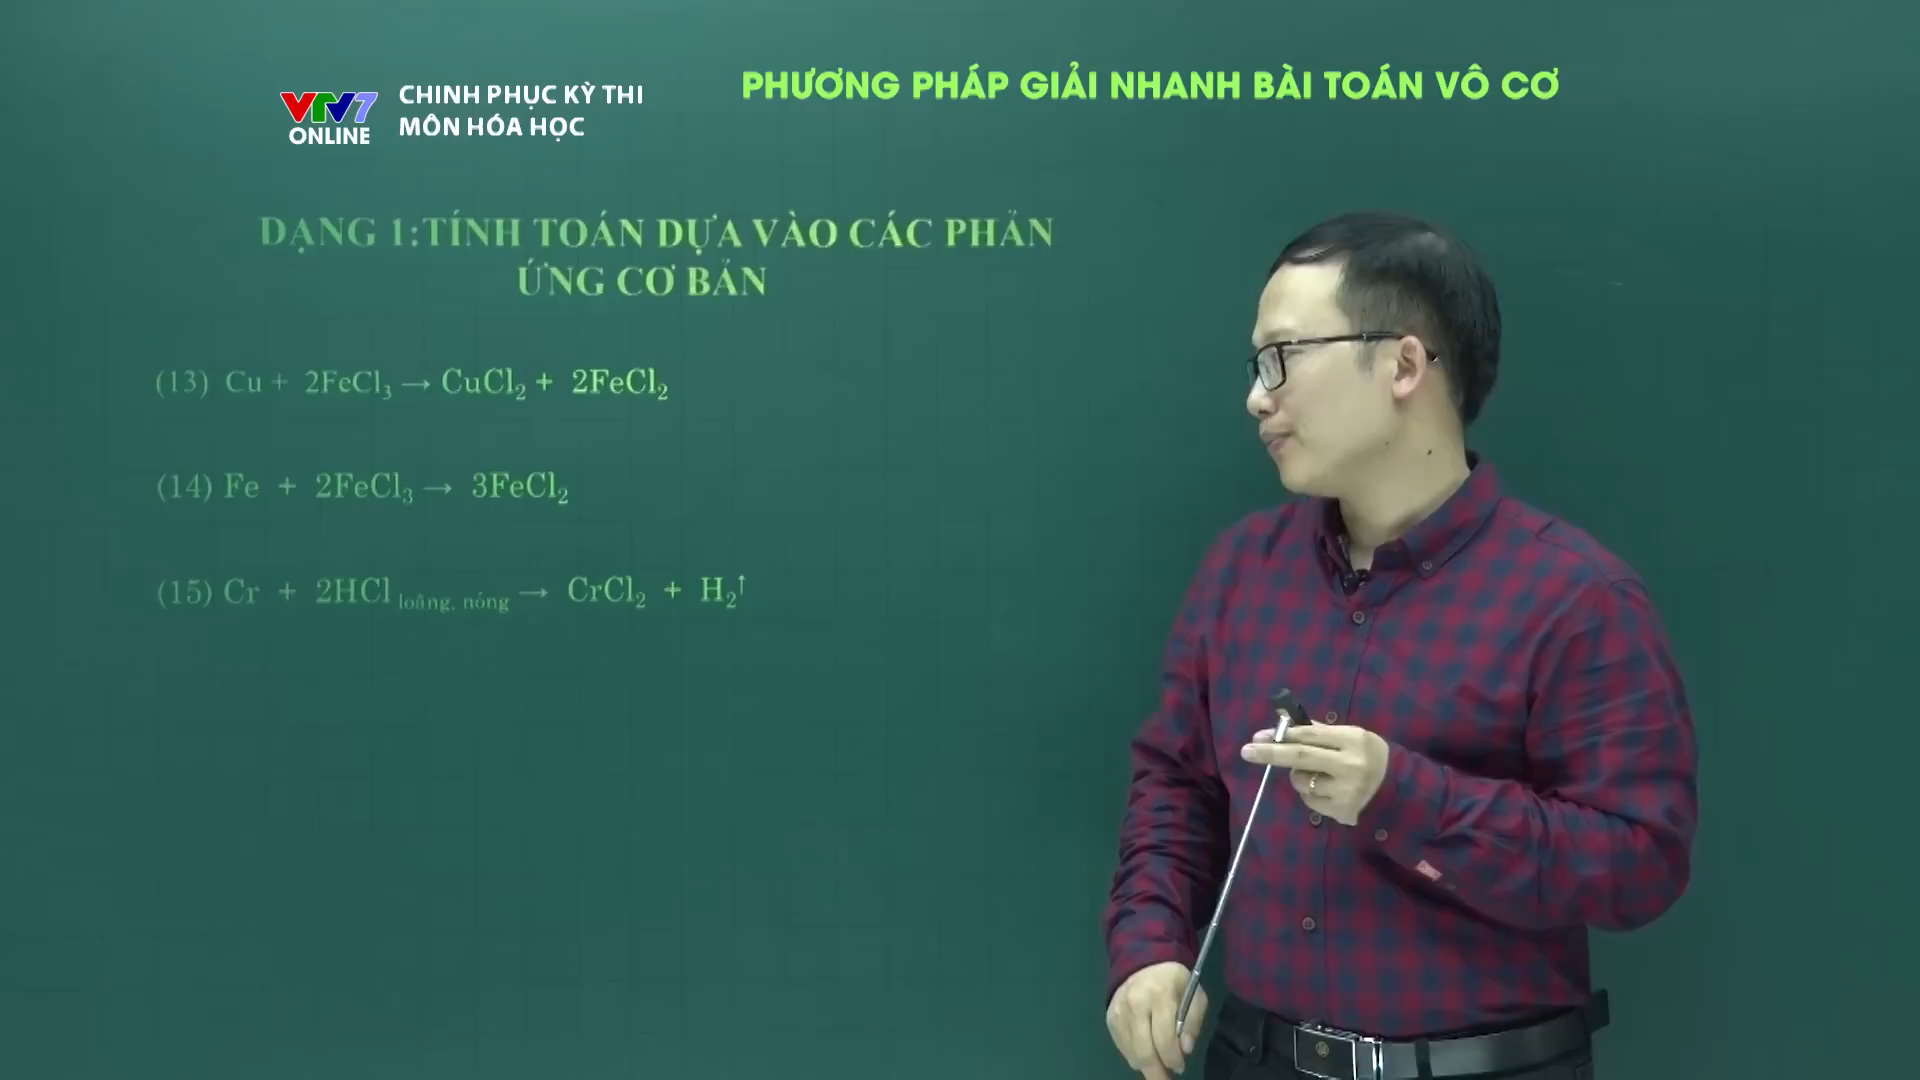 VTV7
ONLINE
CHINH PHỤC KỲ THI
MÔN HÓA HỌC
PHƯƠNG PHÁP GIẢI NHANH BÀI TOÁN VÔ CƠ
DẠNG 1:TÍNH TOÁN DỰA VÀO CÁC PHẢN
ỨNG CƠ BẢN
(13) Cu + 2FeCl₃ → CuCl₂ + 2FeCl₂
(14) Fe + 2FeCl₃ → 3FeCl₂
(15) Cr + 2HCl loãng, nóng → CrCl₂ + H₂↑